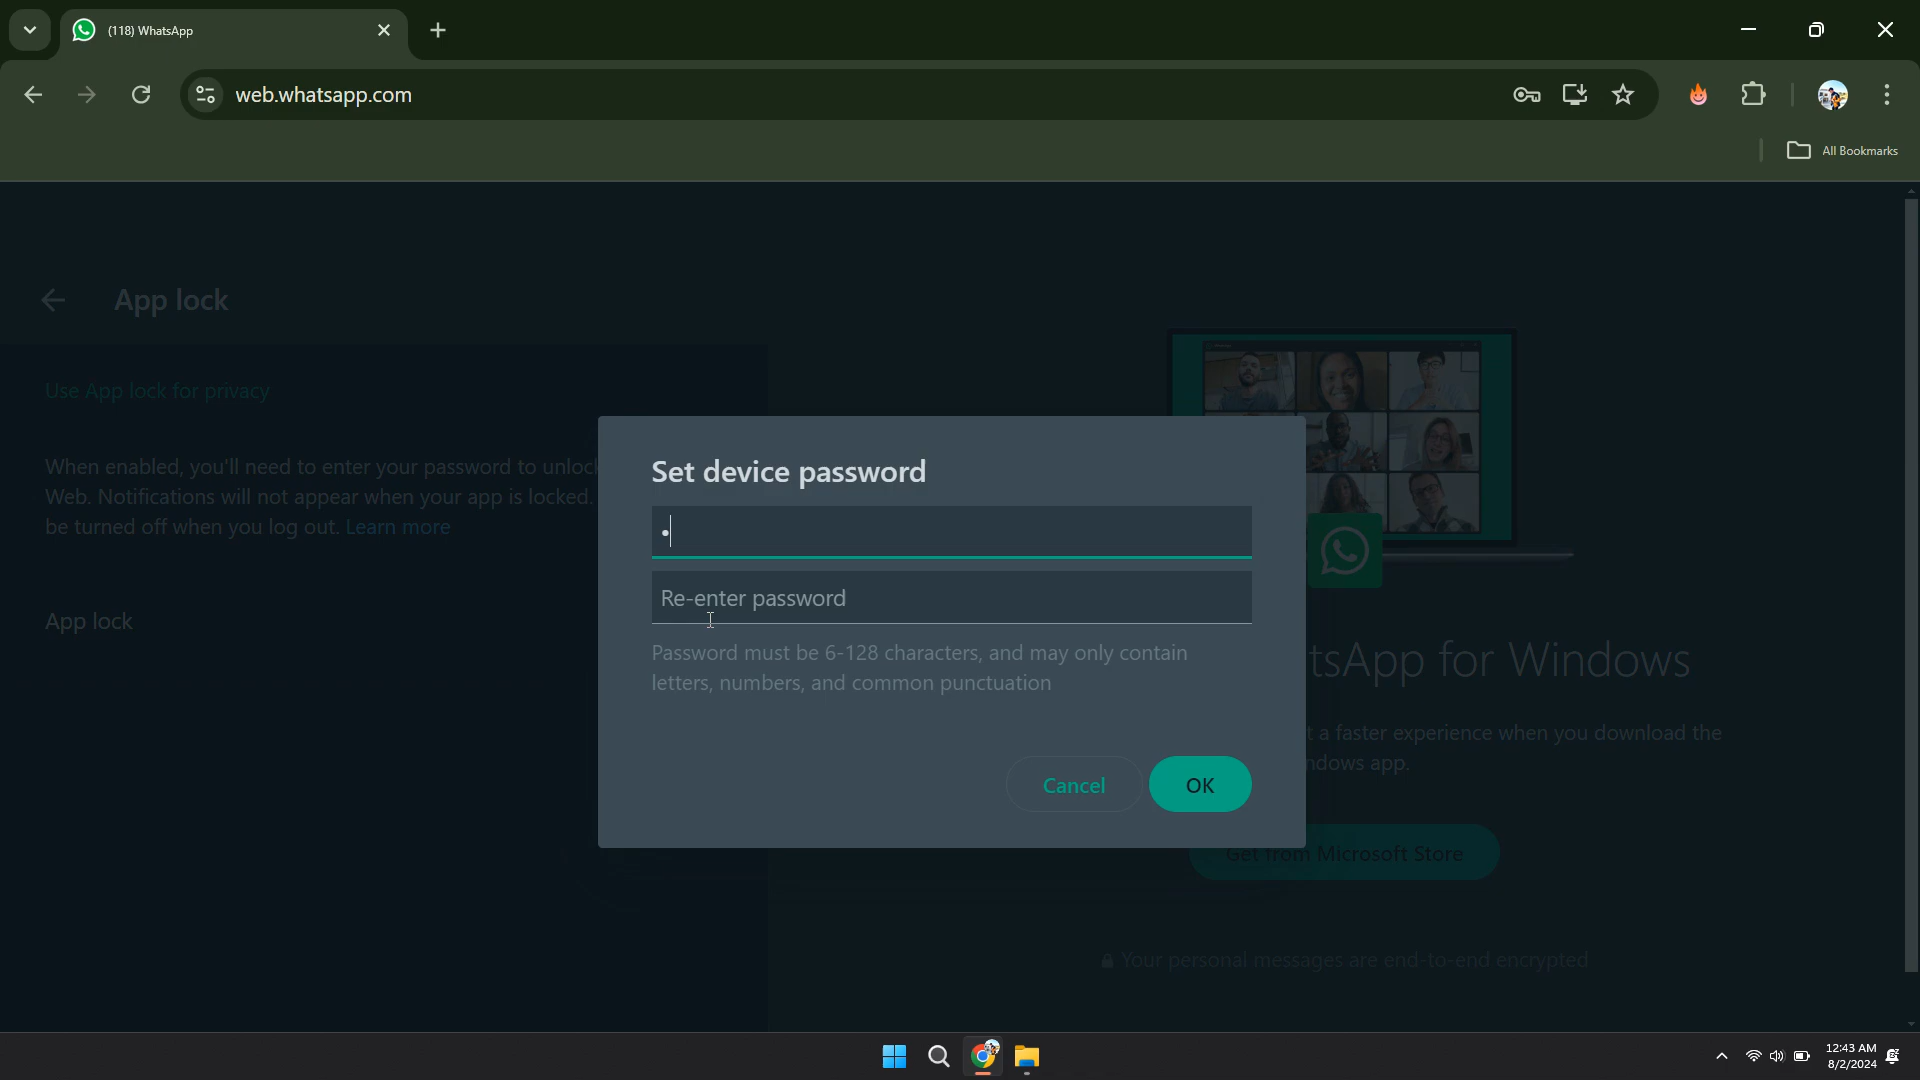 (118) WhatsApp
web.whatsapp.com
All Bookmarks
App lock
Use App lock for privacy
When enabled, you'll need to enter your password to unlock
Web. Notifications will not appear when your app is locked.
be turned off when you log out. Learn more
App lock
Set device password
•
Re-enter password
Password must be 6-128 characters, and may only contain
letters, numbers, and common punctuation
Cancel
OK
tsApp for Windows
t a faster experience when you download the
ndows app.
Get from Microsoft Store
Your personal messages are end-to-end encrypted
12:43 AM
8/2/2024